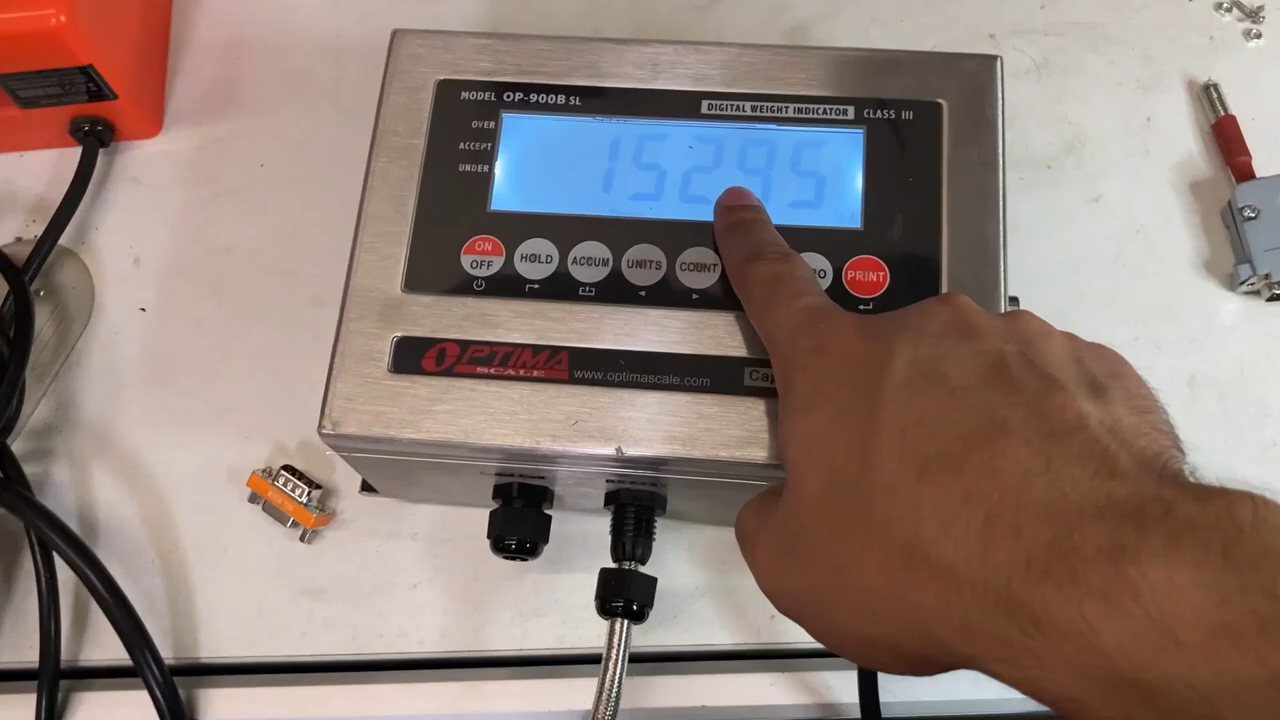 MODEL OP-900B SL
DIGITAL WEIGHT INDICATOR CLASS III
OVER
ACCEPT
UNDER
15295
ON
OFF
HOLD
ACCUM
UNITS
COUNT
RO
PRINT
OPTIMA
SCALE
www.optimascale.com
Cap